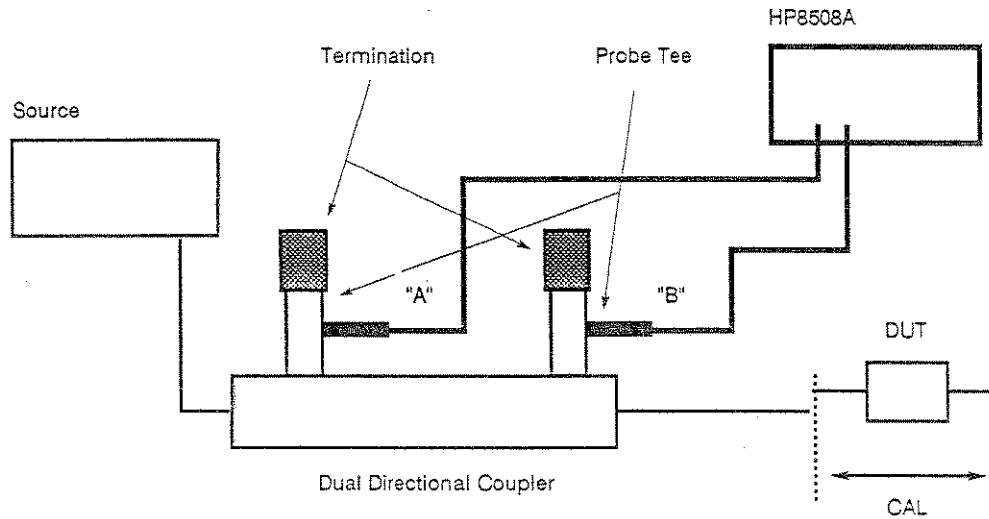 HP8508A
Termination
Probe Tee
Source
"A"
"B"
DUT
Dual Directional Coupler
CAL